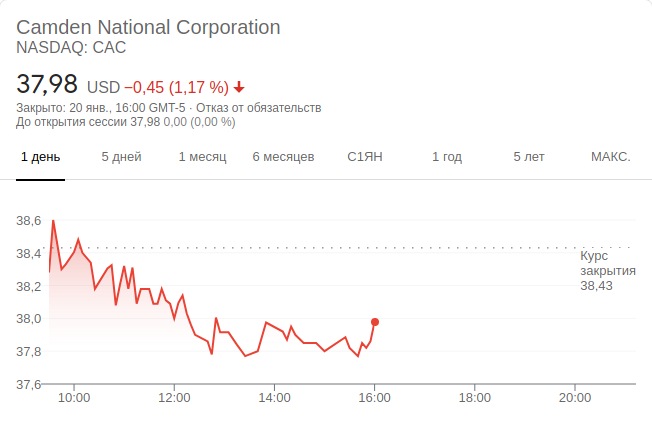 Camden National Corporation
NASDAQ: CAC
37,98 USD −0,45 (1,17 %)
Закрыто: 20 янв., 16:00 GMT-5 · Отказ от обязательств
До открытия сессии 37,98 0,00 (0,00 %)
1 день 5 дней 1 месяц 6 месяцев С1ЯН 1 год 5 лет МАКС.
38,6
38,4
Курс
закрытия
38,43
38,2
38,0
37,8
37,6
10:00 12:00 14:00 16:00 18:00 20:00